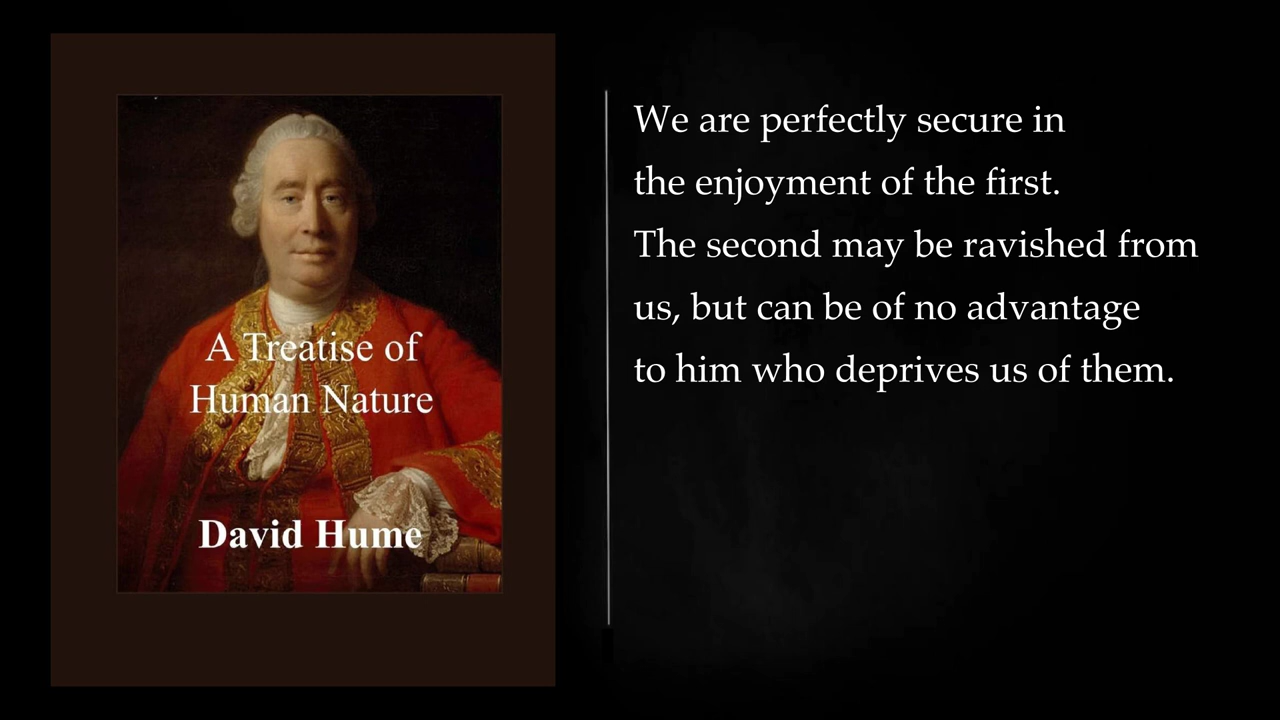 A Treatise of
Human Nature
David Hume
We are perfectly secure in
the enjoyment of the first.
The second may be ravished from
us, but can be of no advantage
to him who deprives us of them.